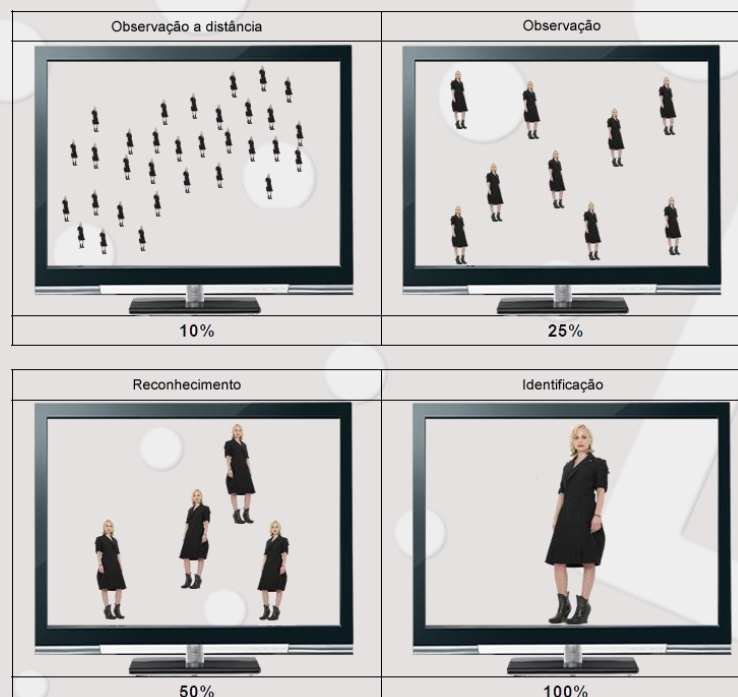 Observação a distância
Observação
10%
25%
Reconhecimento
Identificação
50%
100%